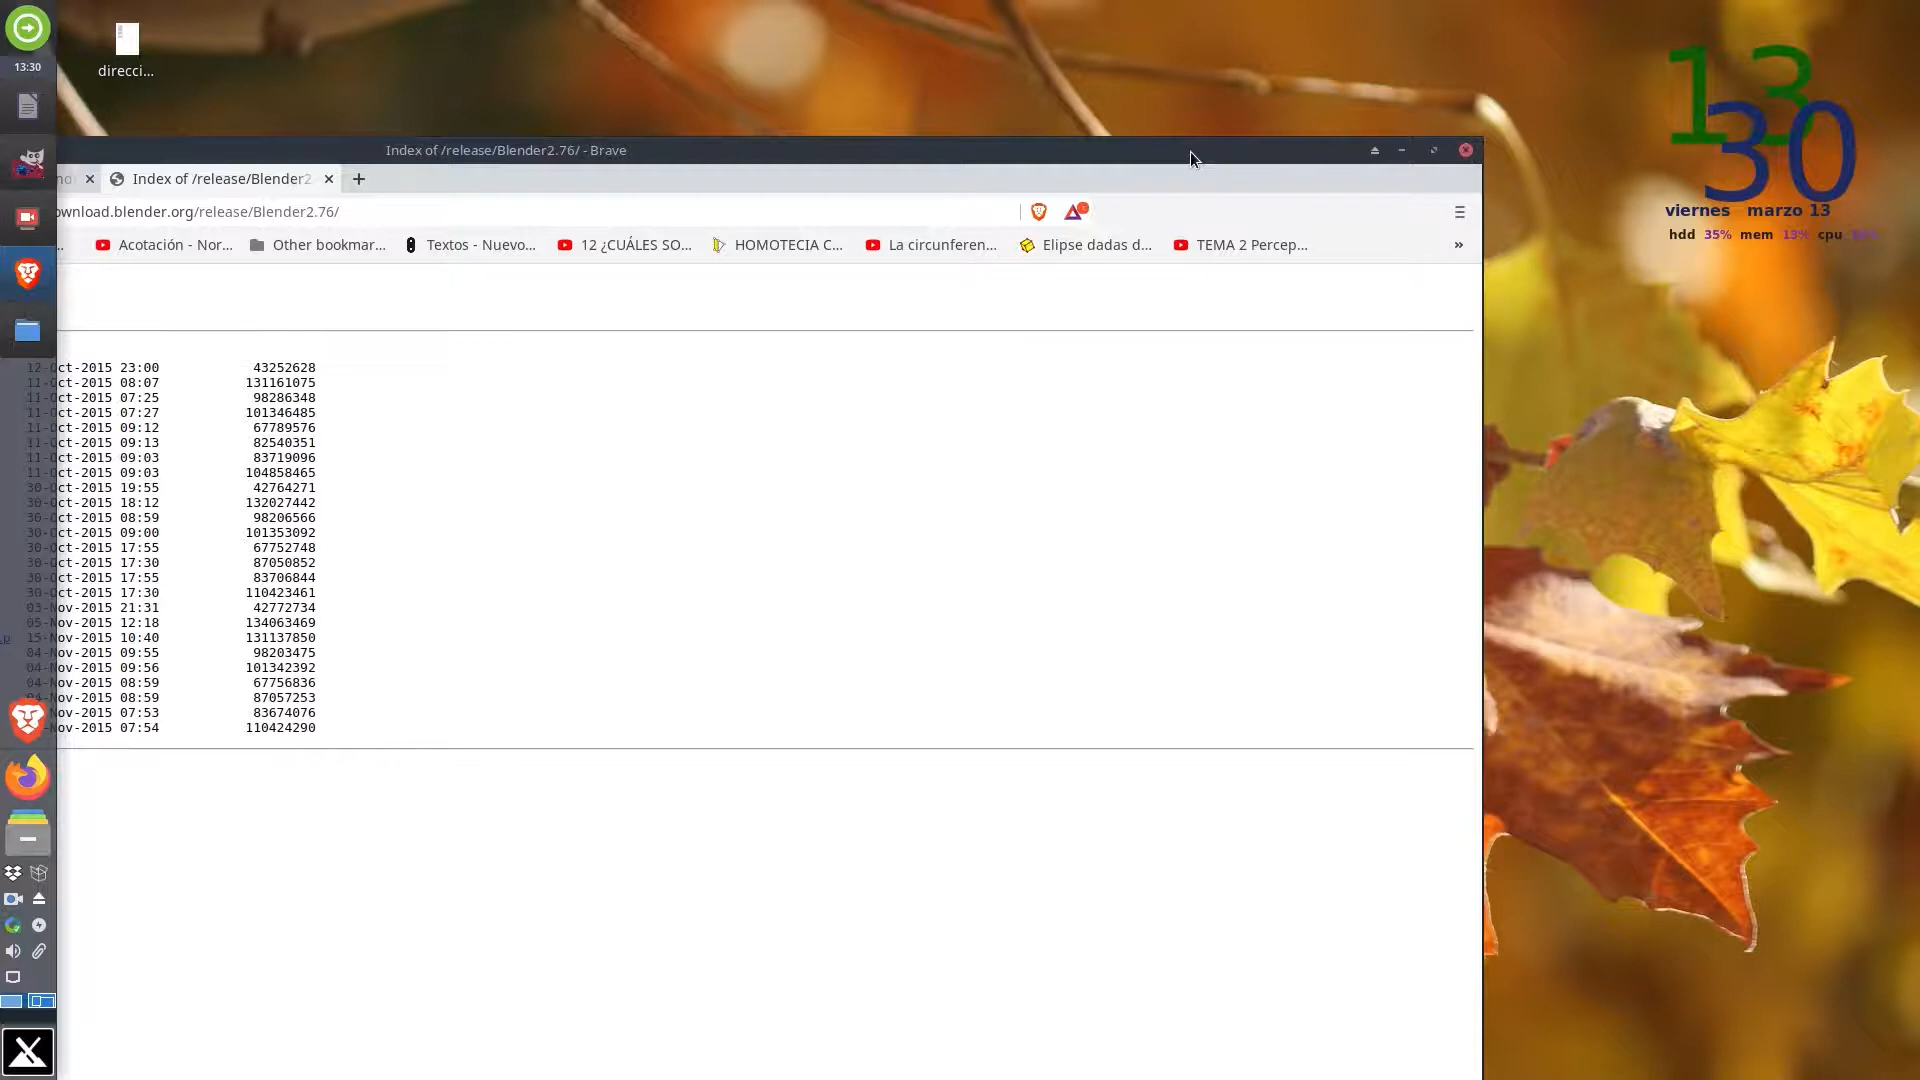 13:30
direcci...
13
30
viernes marzo 13
hdd 35% mem 13% cpu
Index of /release/Blender2.76/ - Brave
Index of /release/Blender2
ownload.blender.org/release/Blender2.76/
... Acotación - Nor... Other bookmar... Textos - Nuevo... 12 ¿CUÁLES SO... HOMOTECIA C... La circunferen... Elipse dadas d... TEMA 2 Percep... »
12-Oct-2015 23:00 43252628
11-Oct-2015 08:07 131161075
11-Oct-2015 07:25 98286348
11-Oct-2015 07:27 101346485
11-Oct-2015 09:12 67789576
11-Oct-2015 09:13 82540351
11-Oct-2015 09:03 83719096
11-Oct-2015 09:03 104858465
30-Oct-2015 19:55 42764271
30-Oct-2015 18:12 132027442
30-Oct-2015 08:59 98206566
30-Oct-2015 09:00 101353092
30-Oct-2015 17:55 67752748
30-Oct-2015 17:30 87050852
30-Oct-2015 17:55 83706844
30-Oct-2015 17:30 110423461
03-Nov-2015 21:31 42772734
05-Nov-2015 12:18 134063469
ip 15-Nov-2015 10:40 131137850
04-Nov-2015 09:55 98203475
04-Nov-2015 09:56 101342392
04-Nov-2015 08:59 67756836
04-Nov-2015 08:59 87057253
-Nov-2015 07:53 83674076
-Nov-2015 07:54 110424290